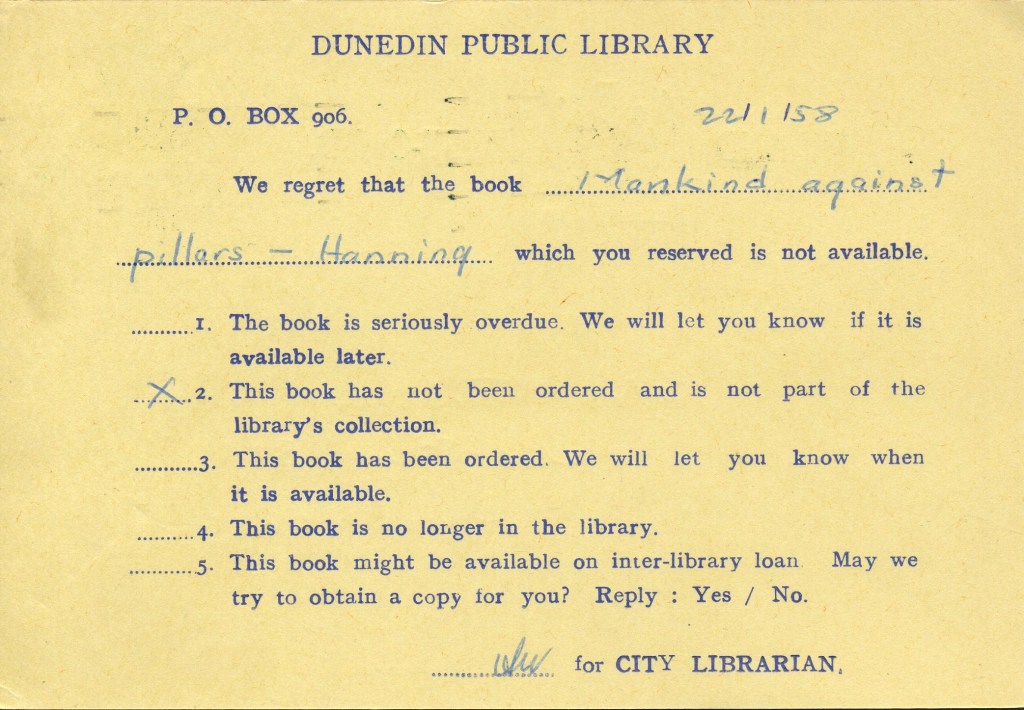 DUNEDIN PUBLIC LIBRARY
P. O. BOX 906. 22/1/58
We regret that the book Mankind against
pillars — Hanning which you reserved is not available.
1. The book is seriously overdue. We will let you know if it is
available later.
X 2. This book has not been ordered and is not part of the
library's collection.
3. This book has been ordered. We will let you know when
it is available.
4. This book is no longer in the library.
5. This book might be available on inter-library loan May we
try to obtain a copy for you? Reply : Yes / No.
for CITY LIBRARIAN.